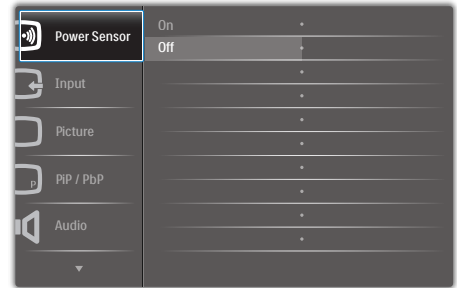 Power Sensor
On
Off
Input
Picture
P
PiP / PbP
Audio